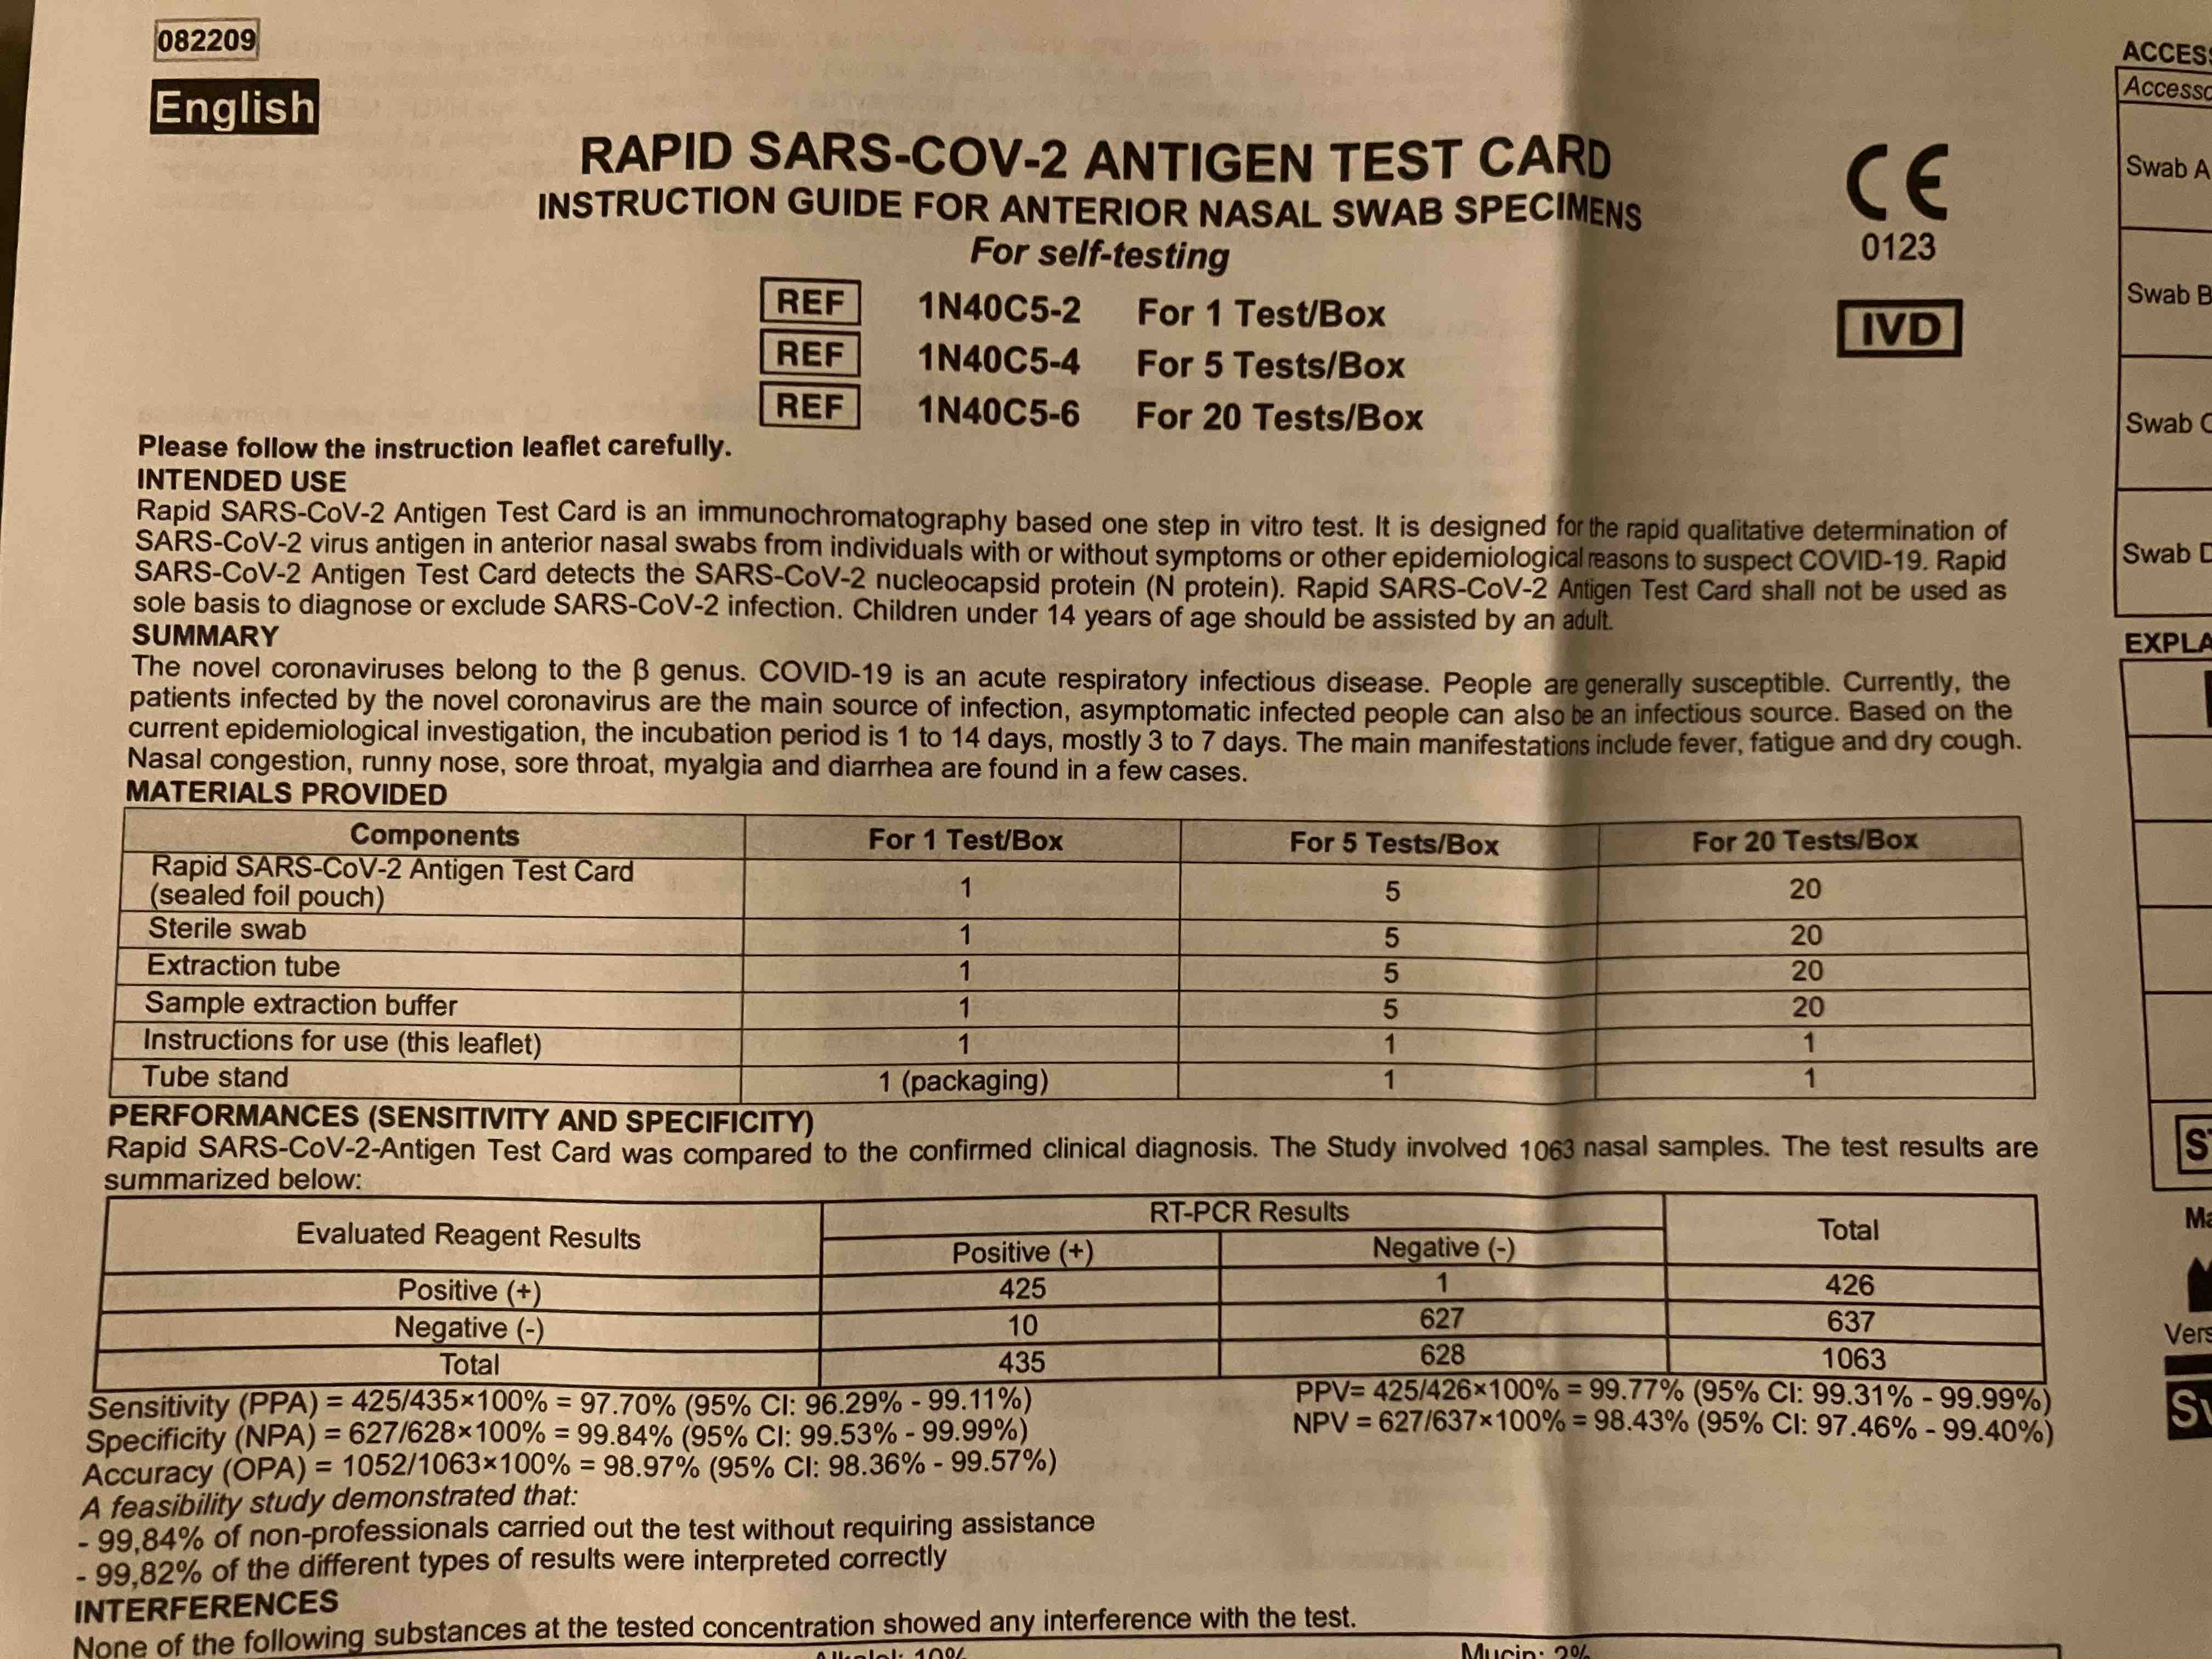 082209
English
RAPID SARS-COV-2 ANTIGEN TEST CARD
INSTRUCTION GUIDE FOR ANTERIOR NASAL SWAB SPECIMENS
For self-testing
CE
0123
IVD
REF 1N40C5-2 For 1 Test/Box
REF 1N40C5-4 For 5 Tests/Box
REF 1N40C5-6 For 20 Tests/Box
Please follow the instruction leaflet carefully.
INTENDED USE
Rapid SARS-CoV-2 Antigen Test Card is an immunochromatography based one step in vitro test. It is designed for the rapid qualitative determination of
SARS-CoV-2 virus antigen in anterior nasal swabs from individuals with or without symptoms or other epidemiological reasons to suspect COVID-19. Rapid
SARS-CoV-2 Antigen Test Card detects the SARS-CoV-2 nucleocapsid protein (N protein). Rapid SARS-CoV-2 Antigen Test Card shall not be used as
sole basis to diagnose or exclude SARS-CoV-2 infection. Children under 14 years of age should be assisted by an adult.
SUMMARY
The novel coronaviruses belong to the β genus. COVID-19 is an acute respiratory infectious disease. People are generally susceptible. Currently, the
patients infected by the novel coronavirus are the main source of infection, asymptomatic infected people can also be an infectious source. Based on the
current epidemiological investigation, the incubation period is 1 to 14 days, mostly 3 to 7 days. The main manifestations include fever, fatigue and dry cough.
Nasal congestion, runny nose, sore throat, myalgia and diarrhea are found in a few cases.
MATERIALS PROVIDED
Components For 1 Test/Box For 5 Tests/Box For 20 Tests/Box
Rapid SARS-CoV-2 Antigen Test Card
(sealed foil pouch) 1 5 20
Sterile swab 1 5 20
Extraction tube 1 5 20
Sample extraction buffer 1 5 20
Instructions for use (this leaflet) 1 1 1
Tube stand 1 (packaging) 1 1
PERFORMANCES (SENSITIVITY AND SPECIFICITY)
Rapid SARS-CoV-2-Antigen Test Card was compared to the confirmed clinical diagnosis. The Study involved 1063 nasal samples. The test results are
summarized below:
Evaluated Reagent Results RT-PCR Results Total
Positive (+) Negative (-)
Positive (+) 425 1 426
Negative (-) 10 627 637
Total 435 628 1063
Sensitivity (PPA) = 425/435×100% = 97.70% (95% CI: 96.29% - 99.11%) PPV= 425/426×100% = 99.77% (95% CI: 99.31% - 99.99%)
Specificity (NPA) = 627/628×100% = 99.84% (95% CI: 99.53% - 99.99%) NPV = 627/637×100% = 98.43% (95% CI: 97.46% - 99.40%)
Accuracy (OPA) = 1052/1063×100% = 98.97% (95% CI: 98.36% - 99.57%)
A feasibility study demonstrated that:
- 99,84% of non-professionals carried out the test without requiring assistance
- 99,82% of the different types of results were interpreted correctly
INTERFERENCES
None of the following substances at the tested concentration showed any interference with the test.
Mucin: 2%
Swab A
Swab B
Swab
Swab